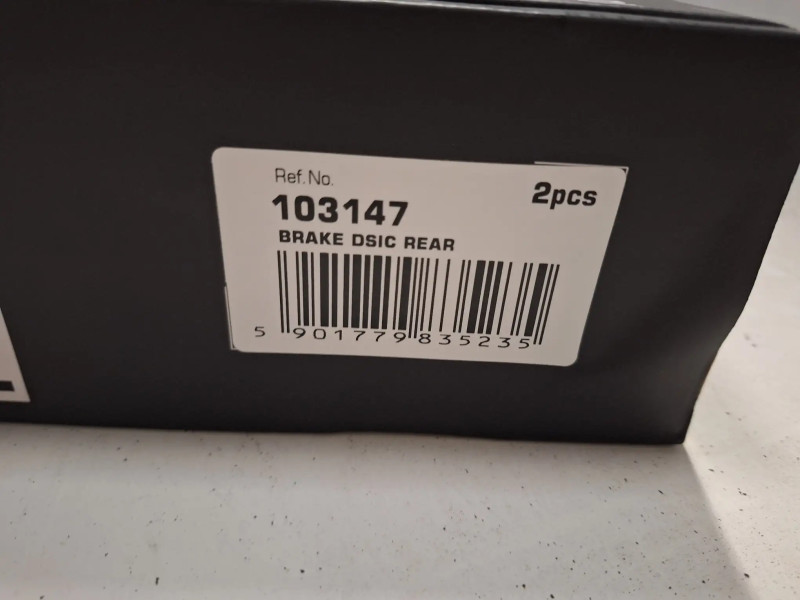 Ref.No.
2pcs
103147
BRAKE DSIC REAR
5 901779 835235